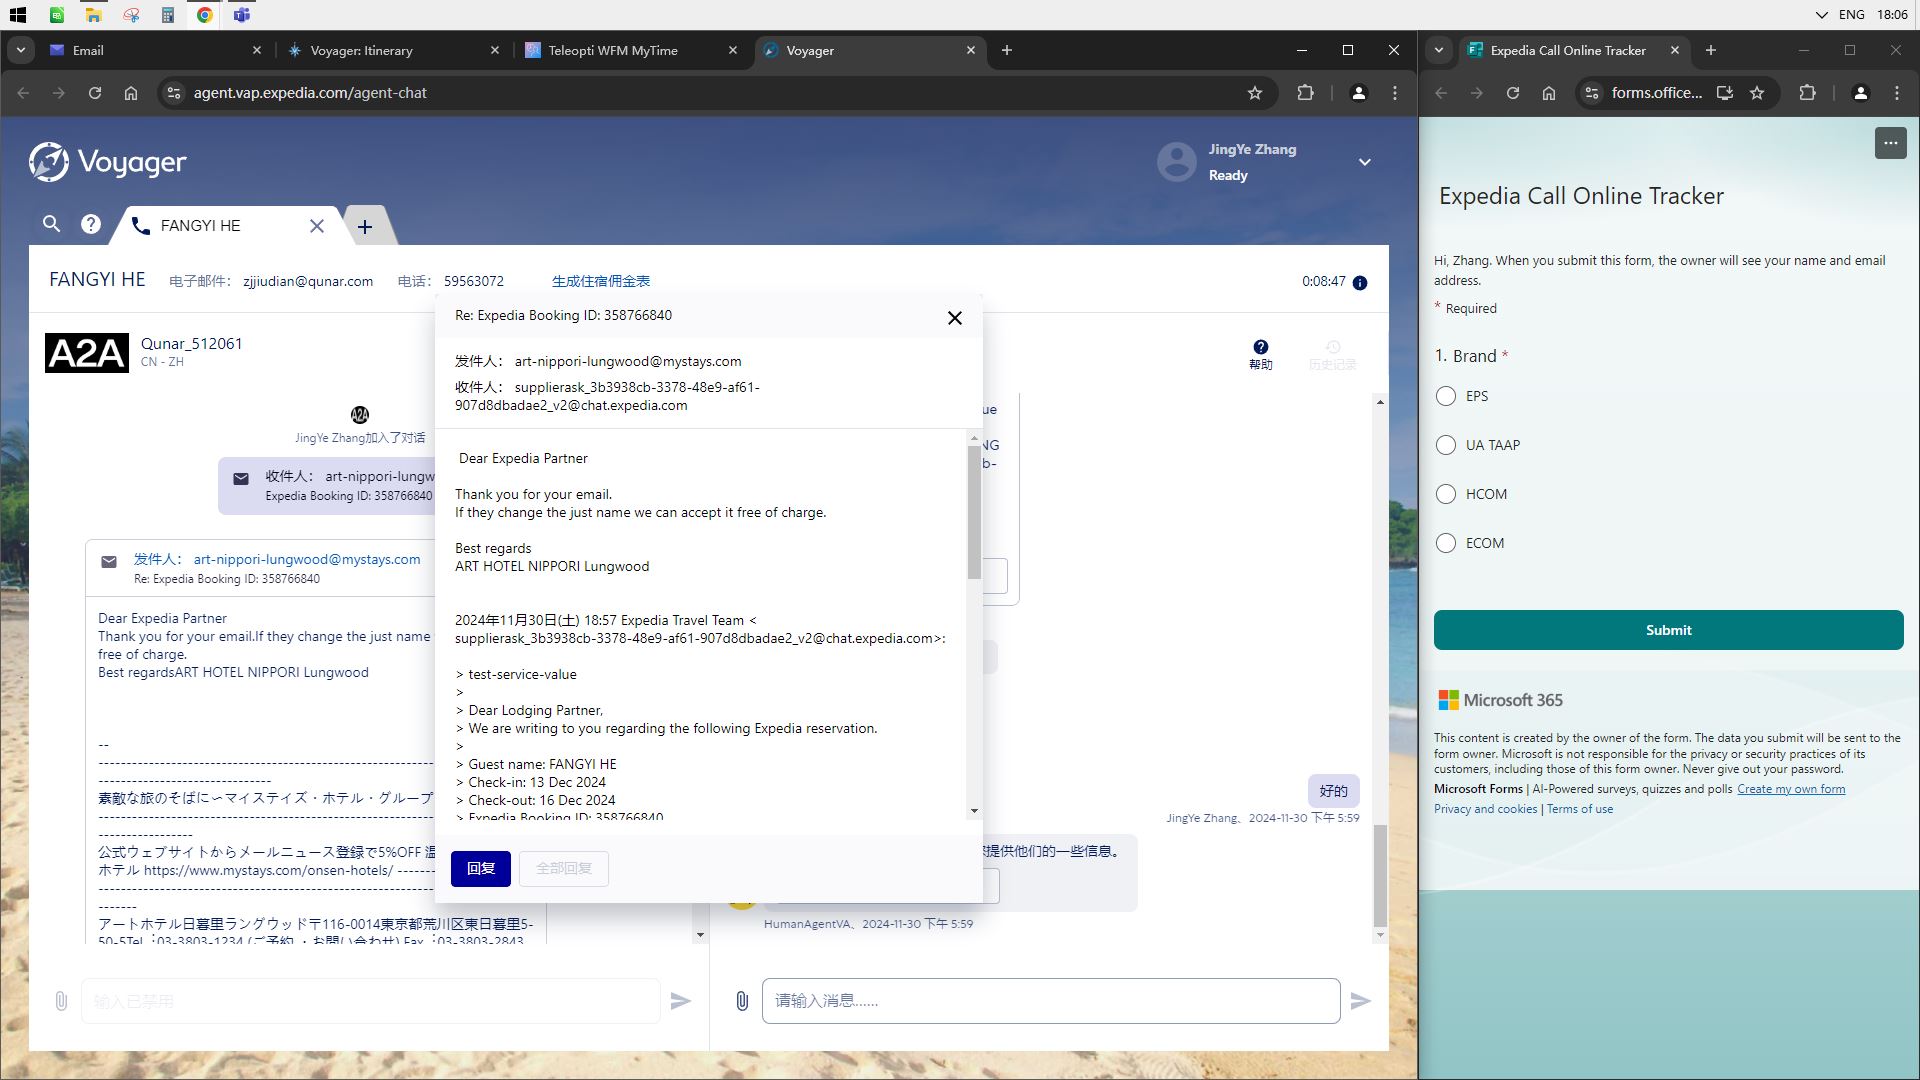 ENG 18:06
Email
Voyager: Itinerary
Teleopti WFM MyTime
Voyager
Expedia Call Online Tracker
agent.vap.expedia.com/agent-chat
forms.office...
Voyager
JingYe Zhang
Ready
FANGYI HE
FANGYI HE 电子邮件: zjjiudian@qunar.com 电话: 59563072 生成住宿佣金表 0:08:47
A2A
Qunar_512061
CN - ZH
帮助
历史记录
A2A
JingYe Zhang加入了对话
收件人: art-nippori-lungw
Expedia Booking ID: 358766840
发件人: art-nippori-lungwood@mystays.com
Re: Expedia Booking ID: 358766840
Dear Expedia Partner
Thank you for your email.If they change the just name
free of charge.
Best regardsART HOTEL NIPPORI Lungwood
--
------------------------------------------------------------
-------------------------------
素敵な旅のそばに∽マイステイズ・ホテル・グループ
------------------------------------------------------------
-----------------
公式ウェブサイトからメールニュース登録で5%OFF 温
ホテル https://www.mystays.com/onsen-hotels/ -------
-------
アートホテル日暮里ラングウッド〒116-0014東京都荒川区東日暮里5-
50-5Tel :03-3803-1234 (ご予約 ・お問い合わせ) Fax :03-3803-2843
输入已禁用
Re: Expedia Booking ID: 358766840
发件人: art-nippori-lungwood@mystays.com
收件人: supplierask_3b3938cb-3378-48e9-af61-
907d8dbadae2_v2@chat.expedia.com
Dear Expedia Partner
Thank you for your email.
If they change the just name we can accept it free of charge.
Best regards
ART HOTEL NIPPORI Lungwood
2024年11月30日(土) 18:57 Expedia Travel Team <
supplierask_3b3938cb-3378-48e9-af61-907d8dbadae2_v2@chat.expedia.com>:
> test-service-value
>
> Dear Lodging Partner,
> We are writing to you regarding the following Expedia reservation.
>
> Guest name: FANGYI HE
> Check-in: 13 Dec 2024
> Check-out: 16 Dec 2024
> Expedia Booking ID: 358766840
回复
全部回复
ue
NG
b-
好的
JingYe Zhang、2024-11-30 下午 5:59
提供他们的一些信息。
HumanAgentVA、2024-11-30 下午 5:59
请输入消息......
Expedia Call Online Tracker
Hi, Zhang. When you submit this form, the owner will see your name and email
address.
* Required
1. Brand *
EPS
UA TAAP
HCOM
ECOM
Submit
Microsoft 365
This content is created by the owner of the form. The data you submit will be sent to the
form owner. Microsoft is not responsible for the privacy or security practices of its
customers, including those of this form owner. Never give out your password.
Microsoft Forms | AI-Powered surveys, quizzes and polls Create my own form
Privacy and cookies | Terms of use